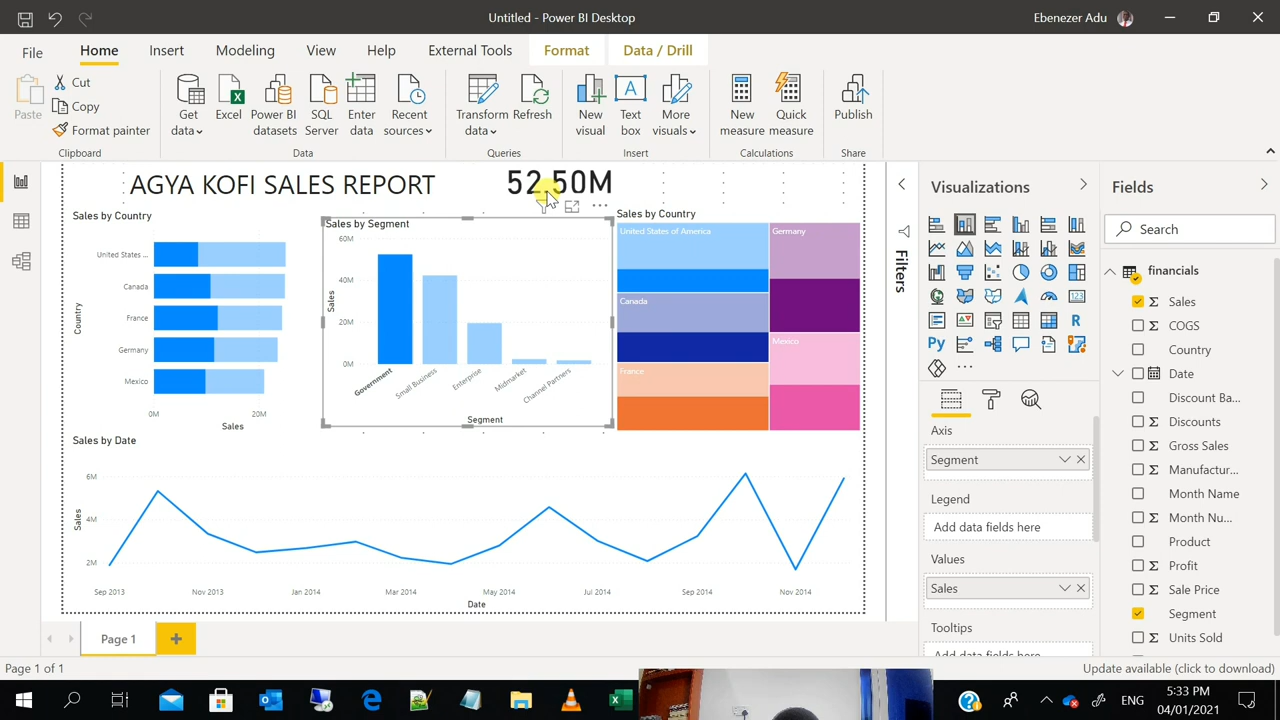 Untitled - Power BI Desktop
Ebenezer Adu
File
Home
Insert
Modeling
View
Help
External Tools
Format
Data / Drill
Paste
Cut
Copy
Format painter
Clipboard
Get data
Excel
Power BI datasets
SQL Server
Enter data
Recent sources
Data
Transform data
Refresh
Queries
New visual
Text box
More visuals
Insert
New measure
Quick measure
Calculations
Publish
Share
AGYA KOFI SALES REPORT
52.50M
Sales by Country
Country
United States ...
Canada
France
Germany
Mexico
0M
20M
Sales
Sales by Segment
Sales
60M
40M
20M
0M
Government
Small Business
Enterprise
Midmarket
Channel Partners
Segment
Sales by Country
United States of America
Germany
Canada
Mexico
France
Sales by Date
Sales
6M
4M
2M
Sep 2013
Nov 2013
Jan 2014
Mar 2014
May 2014
Jul 2014
Sep 2014
Nov 2014
Date
Filters
Visualizations
R
Py
Axis
Segment
Legend
Add data fields here
Values
Sales
Tooltips
Add data fields here
Fields
Search
financials
Sales
COGS
Country
Date
Discount Ba...
Discounts
Gross Sales
Manufactur...
Month Name
Month Nu...
Product
Profit
Sale Price
Segment
Units Sold
Page 1
Page 1 of 1
Update available (click to download)
ENG
5:33 PM
04/01/2021